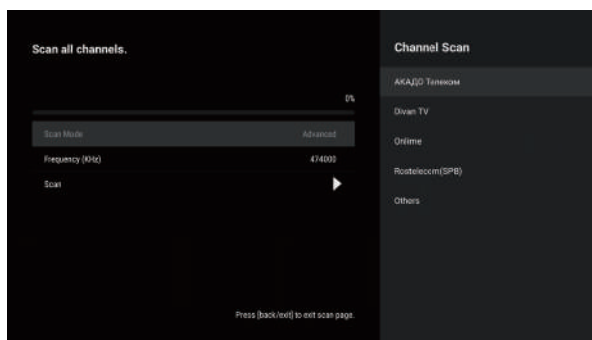 Scan all channels.
0%
Scan Mode Advanced
Frequency (KHz) 474000
Scan
Press [back/exit] to exit scan page.
Channel Scan
АКАДО Телеком
Divan TV
Onlime
Rostelecom(SPB)
Others